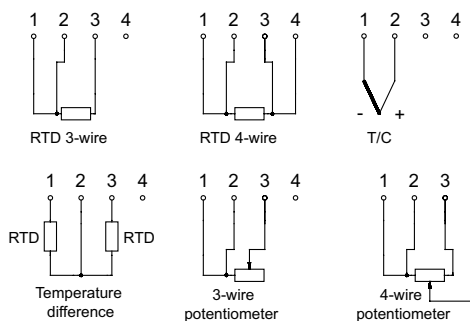 1 2 3 4
1 2 3 4
1 2 3 4
RTD 3-wire
RTD 4-wire
- +
T/C
1 2 3 4
1 2 3 4
1 2 3
RTD
RTD
Temperature
difference
3-wire
potentiometer
4-wire
potentiometer